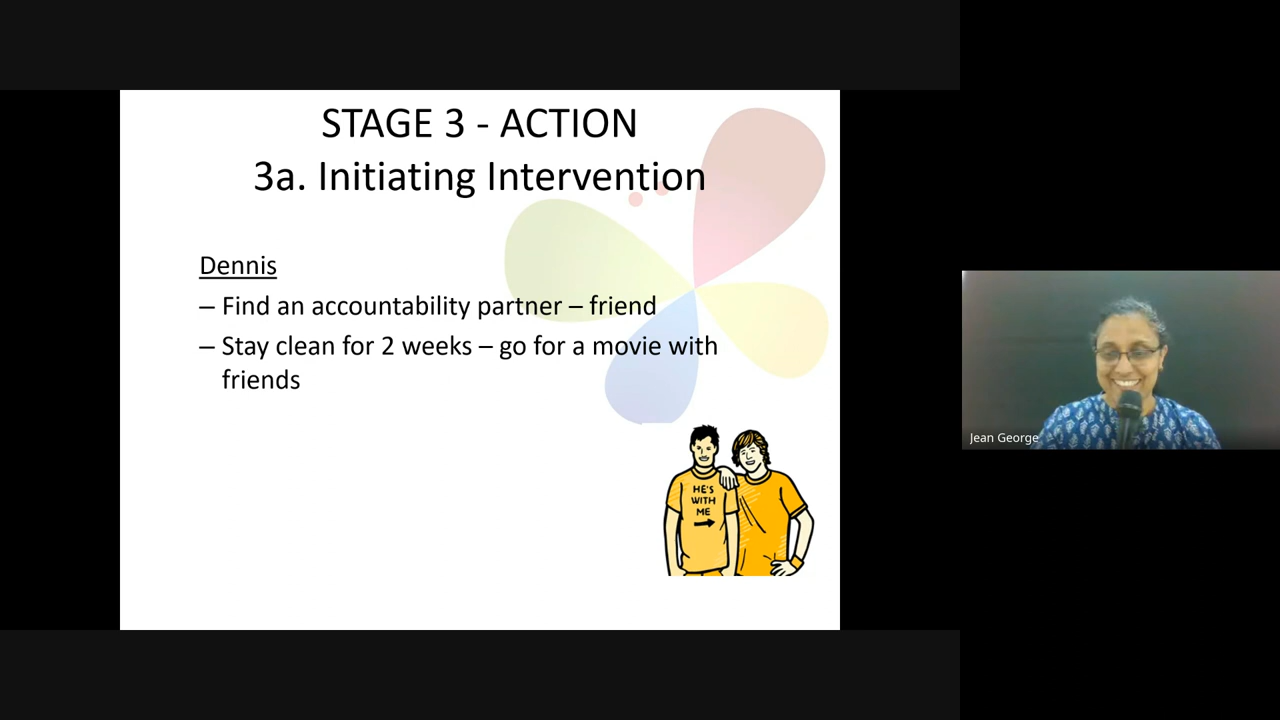 STAGE 3 - ACTION
3a. Initiating Intervention
Dennis
– Find an accountability partner – friend
– Stay clean for 2 weeks – go for a movie with
friends
HE'S
WITH
ME
Jean George